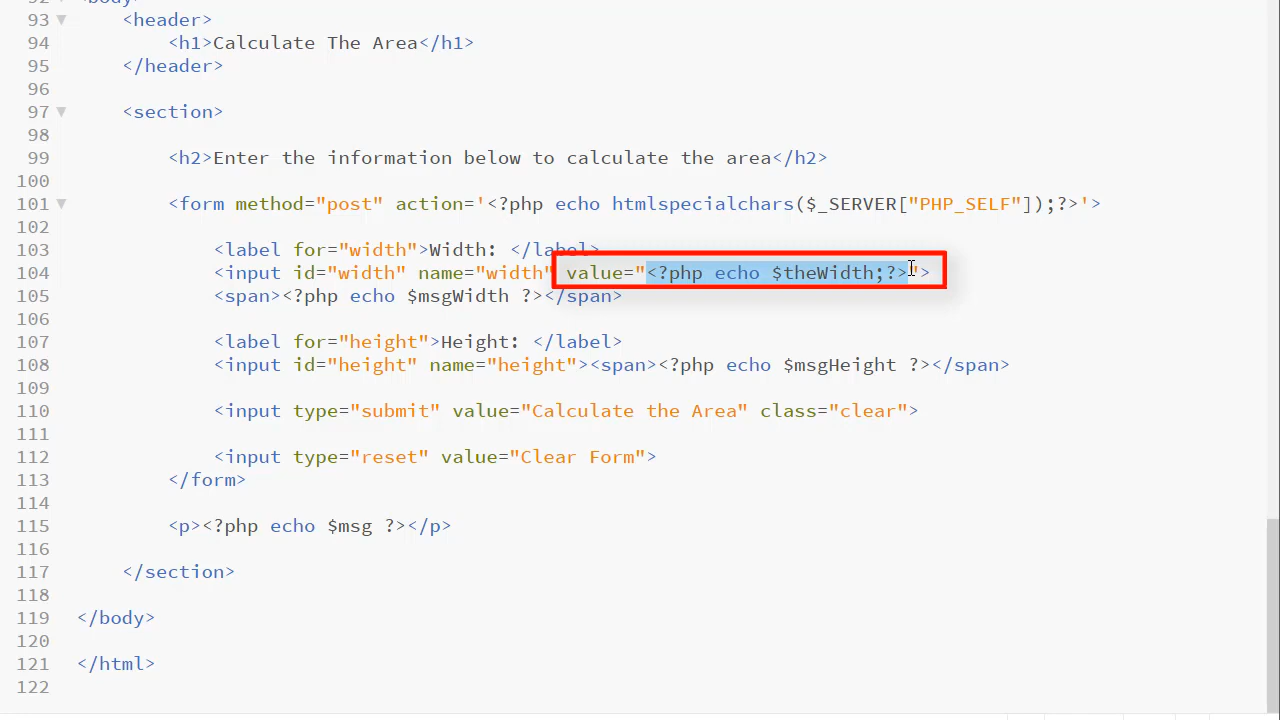 92 <body>
93 <header>
94 <h1>Calculate The Area</h1>
95 </header>
96
97 <section>
98
99 <h2>Enter the information below to calculate the area</h2>
100
101 <form method="post" action='<?php echo htmlspecialchars($_SERVER["PHP_SELF"]);?>'>
102
103 <label for="width">Width: </label>
104 <input id="width" name="width" value="<?php echo $theWidth;?>">
105 <span><?php echo $msgWidth ?></span>
106
107 <label for="height">Height: </label>
108 <input id="height" name="height"><span><?php echo $msgHeight ?></span>
109
110 <input type="submit" value="Calculate the Area" class="clear">
111
112 <input type="reset" value="Clear Form">
113 </form>
114
115 <p><?php echo $msg ?></p>
116
117 </section>
118
119 </body>
120
121 </html>
122